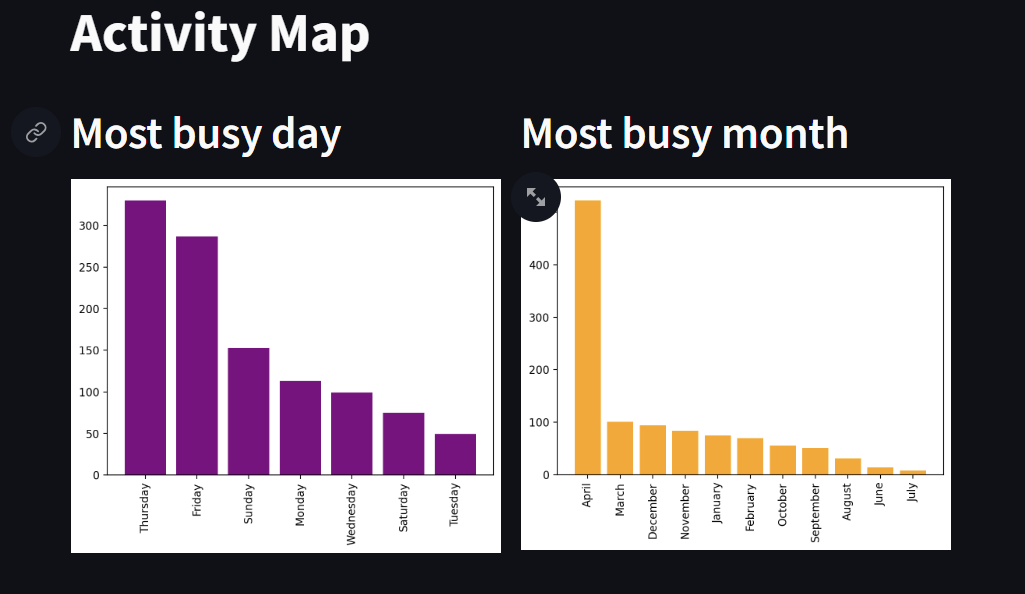 Activity Map
Most busy day
Most busy month
300
250
200
150
100
50
0
Thursday
Friday
Sunday
Monday
Wednesday
Saturday
Tuesday
400
300
200
100
0
April
March
December
November
January
February
October
September
August
June
July